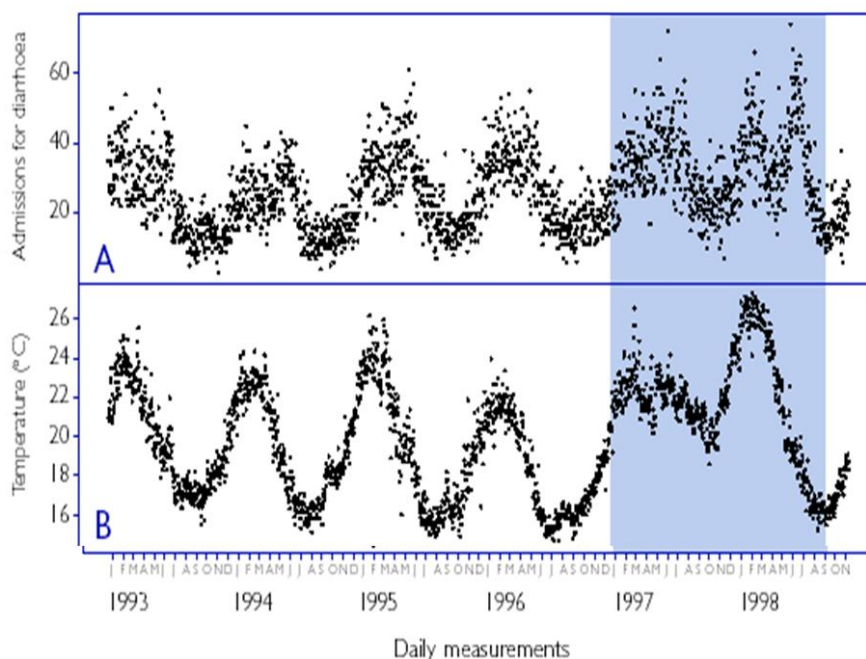 Admissions for diarrhoea
60
40
20
A
Temperature (°C)
26
24
22
20
18
16
B
J FMAM J J A S O N D J F M A M J J A S O N D J F M A M J J A S O N D J F M A M J J A S O N D J F M A M J J A S O N D J F M A M J J A S O N
1993 1994 1995 1996 1997 1998
Daily measurements